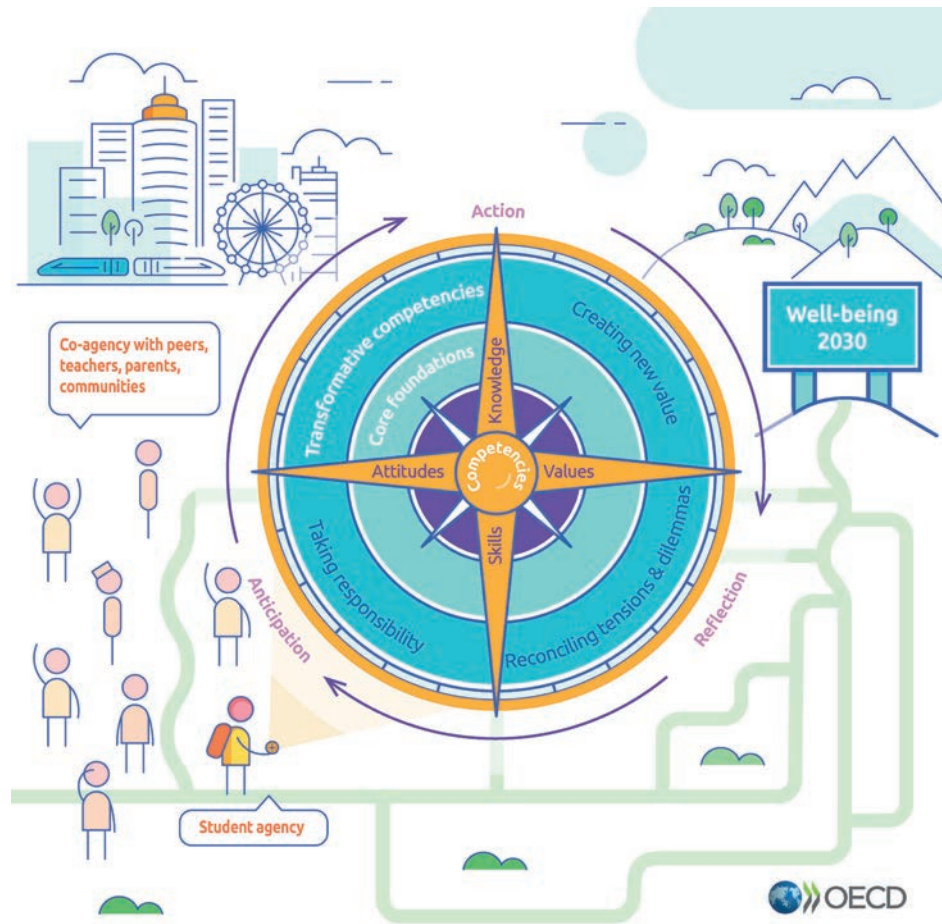 Action
Well-being
2030
Co-agency with peers,
teachers, parents,
communities
Transformative competencies
Core foundations
Creating new value
Knowledge
Attitudes
Competencies
Values
Skills
Taking responsibility
Reconciling tensions & dilemmas
Anticipation
Reflection
Student agency
OECD